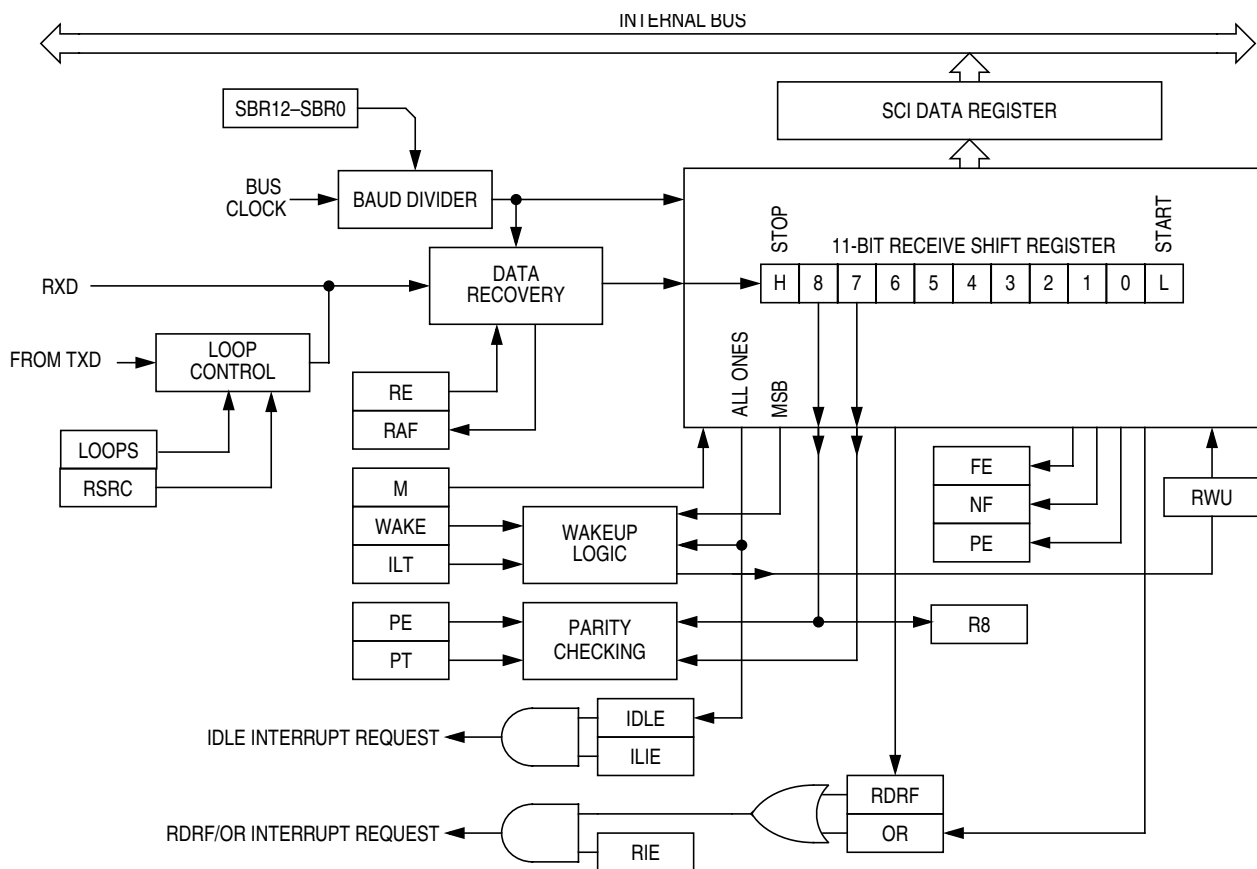 INTERNAL BUS
SBR12–SBR0
SCI DATA REGISTER
BUS
CLOCK
BAUD DIVIDER
STOP
11-BIT RECEIVE SHIFT REGISTER
START
RXD
DATA
RECOVERY
H 8 7 6 5 4 3 2 1 0 L
FROM TXD
LOOP
CONTROL
ALL ONES
MSB
RE
RAF
LOOPS
RSRC
M
WAKE
ILT
WAKEUP
LOGIC
FE
NF
PE
RWU
PE
PT
PARITY
CHECKING
R8
IDLE INTERRUPT REQUEST
IDLE
ILIE
RDRF/OR INTERRUPT REQUEST
RDRF
OR
RIE